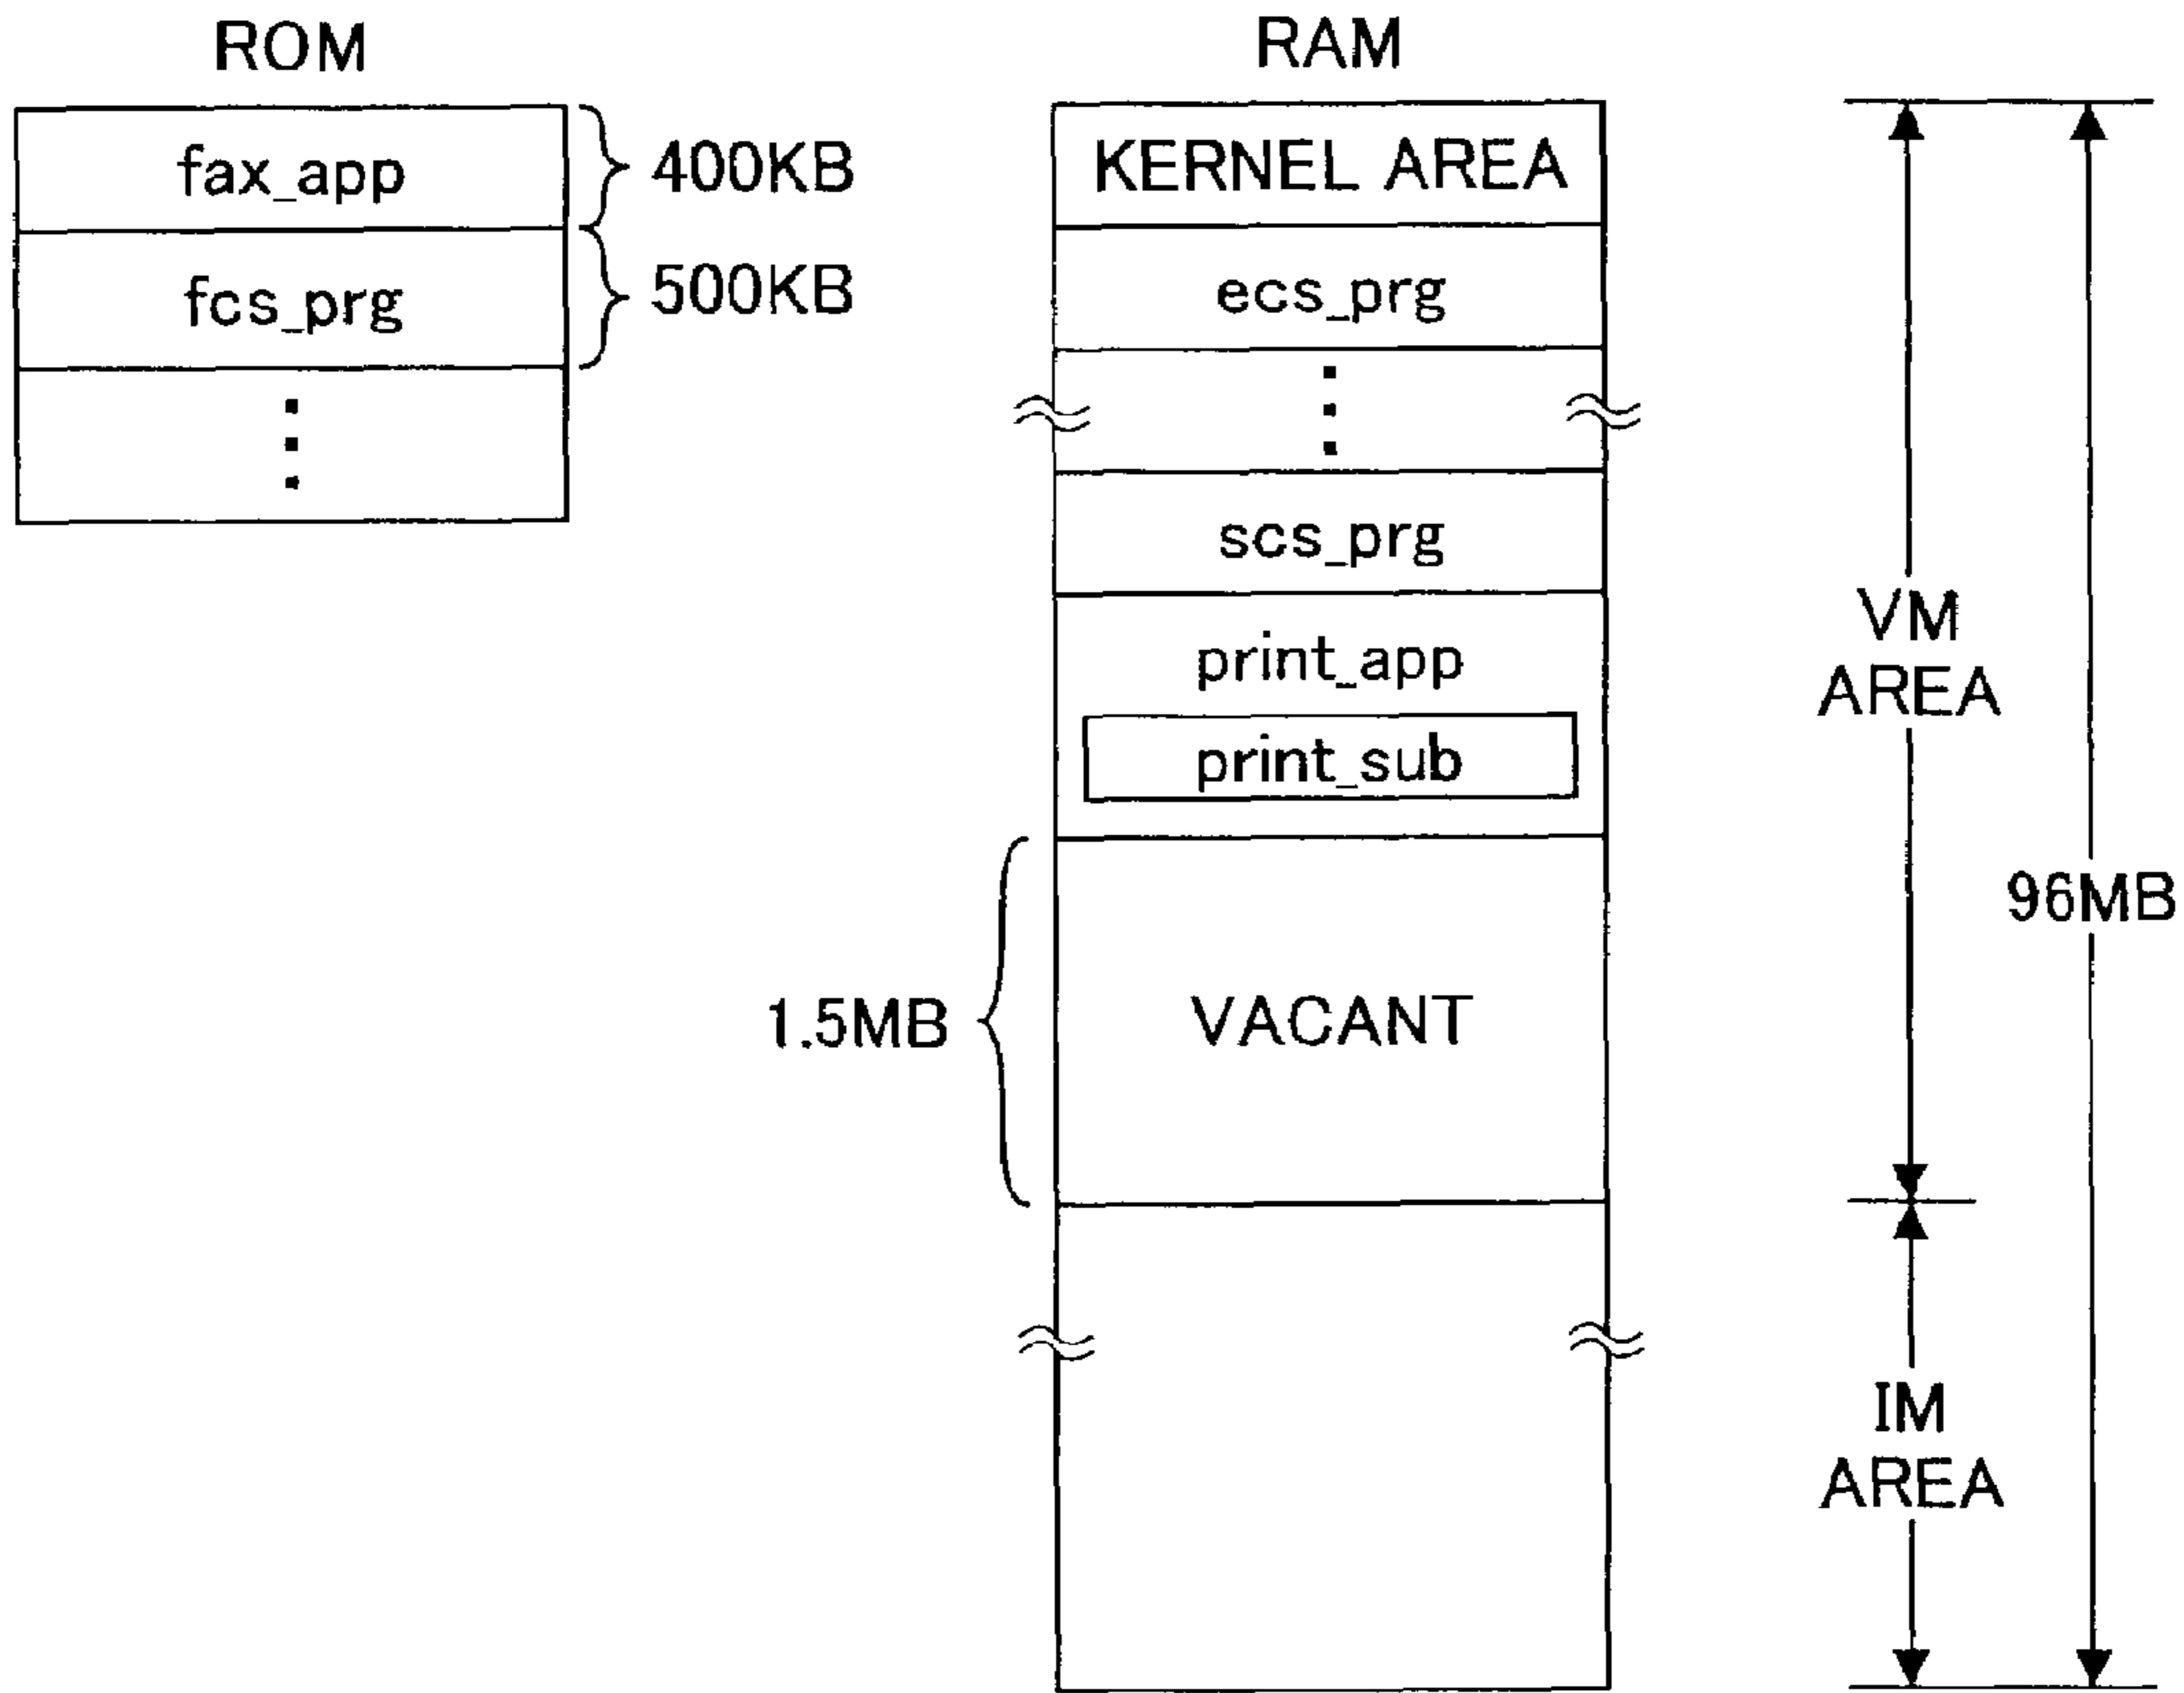 ROM
fax_app
400KB
fcs_prg
500KB
RAM
KERNEL AREA
ecs_prg
scs_prg
print_app
print_sub
1.5MB
VACANT
VM
AREA
96MB
IM
AREA